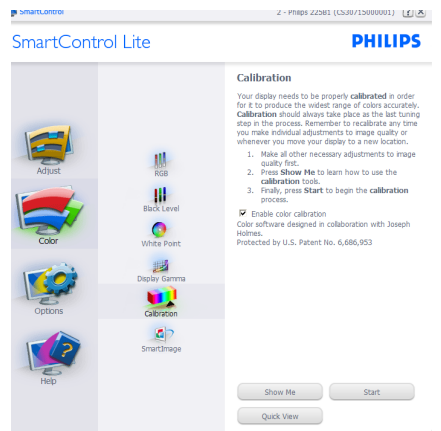 SmartControl
2 - Philips 225B1 (CS30715000001)
SmartControl Lite
PHILIPS
Adjust
Color
Options
Help
RGB
Black Level
White Point
Display Gamma
Calibration
SmartImage
Calibration
Your display needs to be properly calibrated in order
for it to produce the widest range of colors accurately.
Calibration should always take place as the last tuning
step in the process. Remember to recalibrate any time
you make individual adjustments to image quality or
whenever you move your display to a new location.
1. Make all other necessary adjustments to image
quality first.
2. Press Show Me to learn how to use the
calibration tools.
3. Finally, press Start to begin the calibration
process.
Enable color calibration
Color software designed in collaboration with Joseph
Holmes.
Protected by U.S. Patent No. 6,686,953
Show Me
Start
Quick View